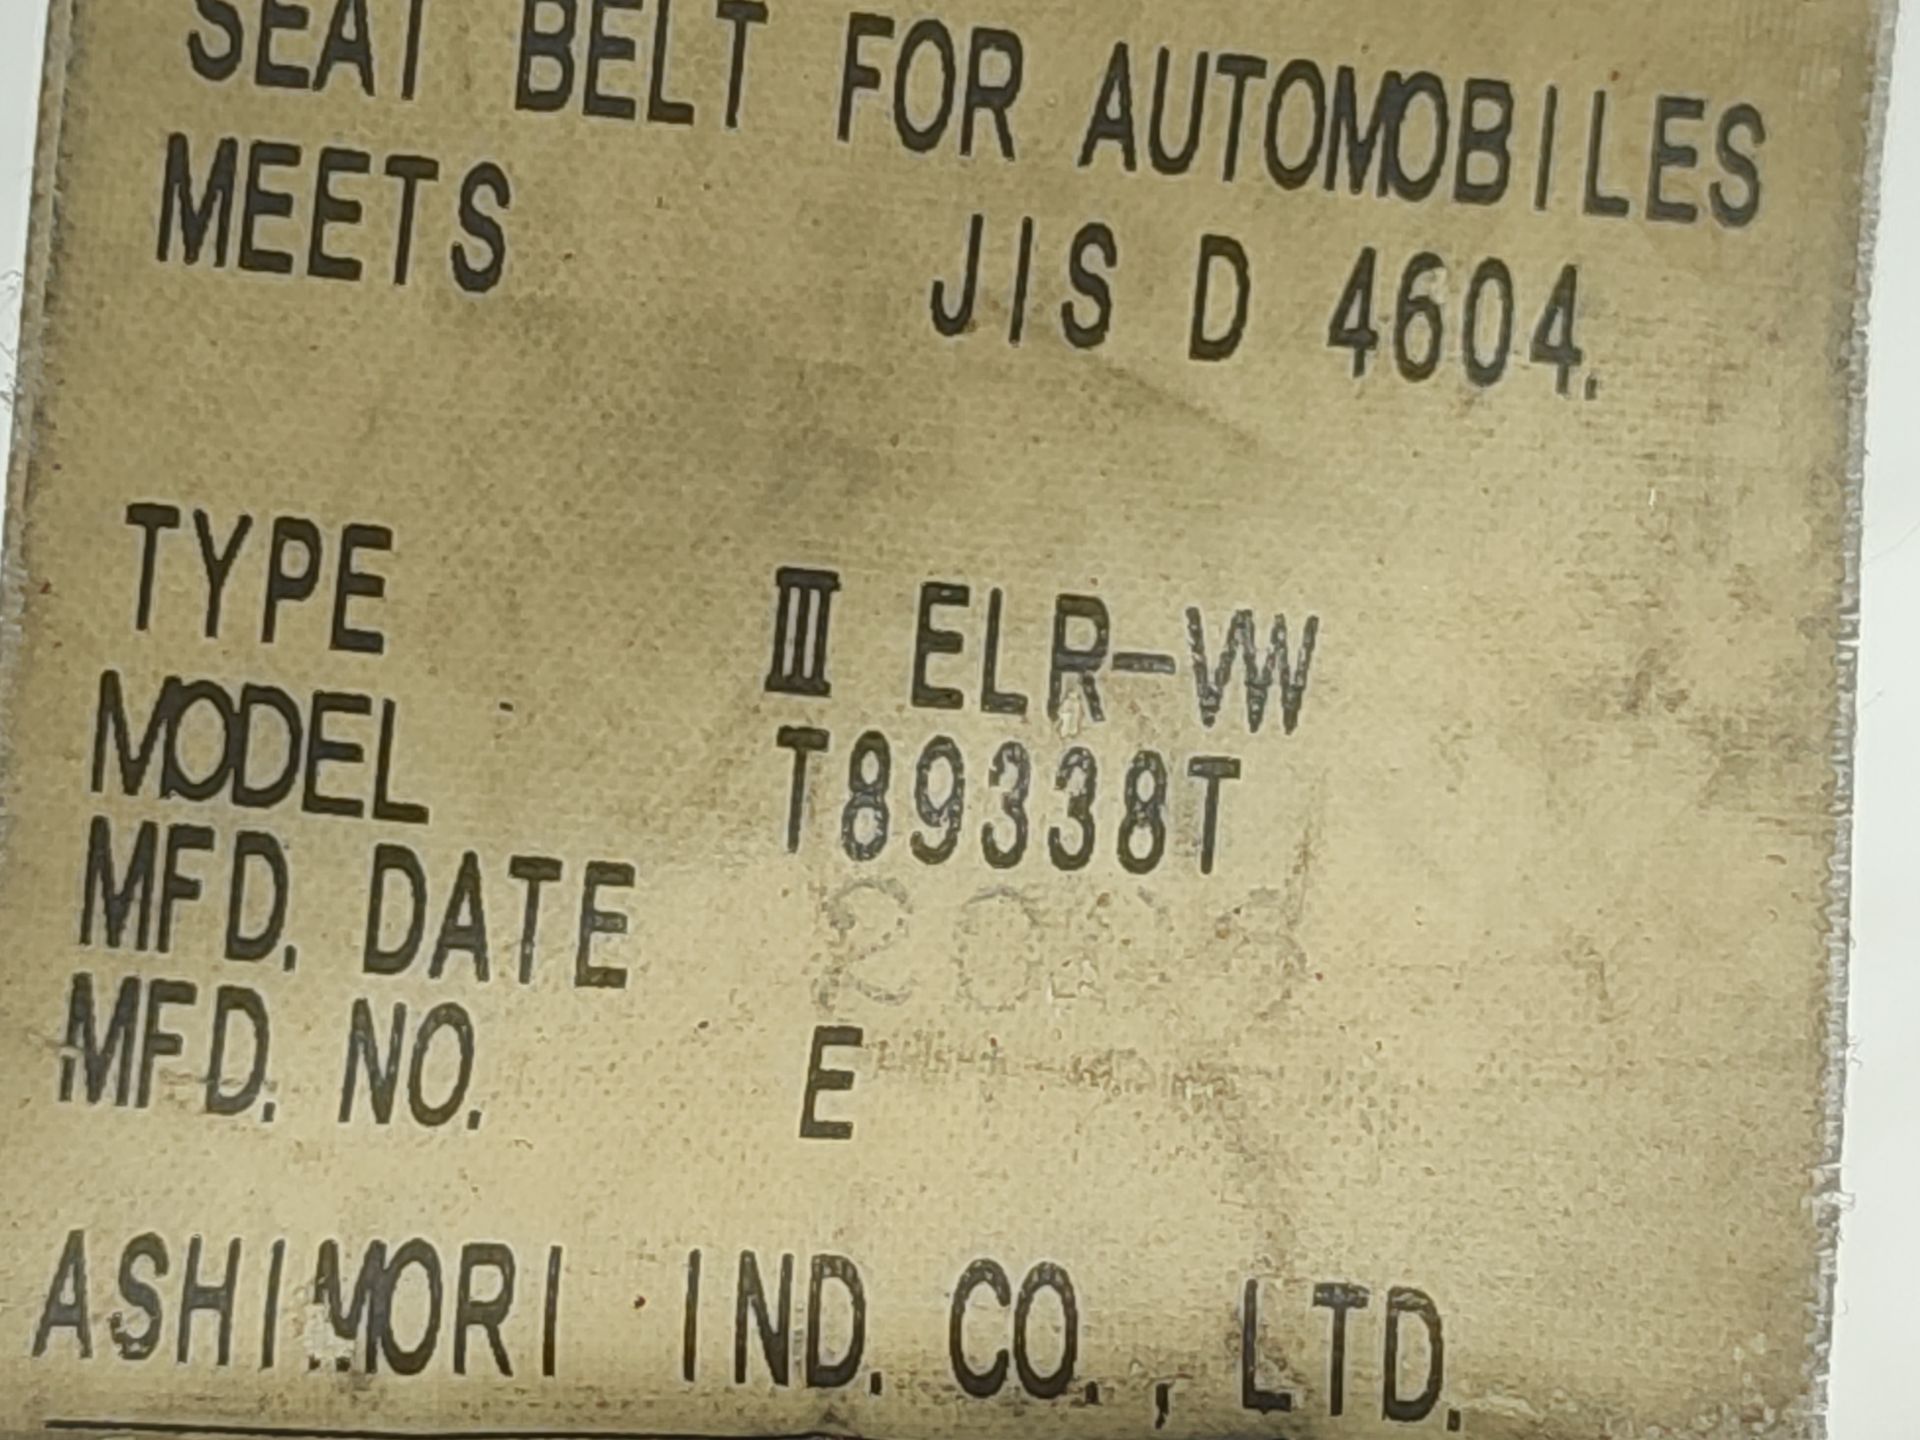 SEAT BELT FOR AUTOMOBILES
MEETS JIS D 4604.
TYPE Ⅲ ELR-VW
MODEL T89338T
MFD. DATE
MFD. NO. E
ASHIMORI IND. CO., LTD.